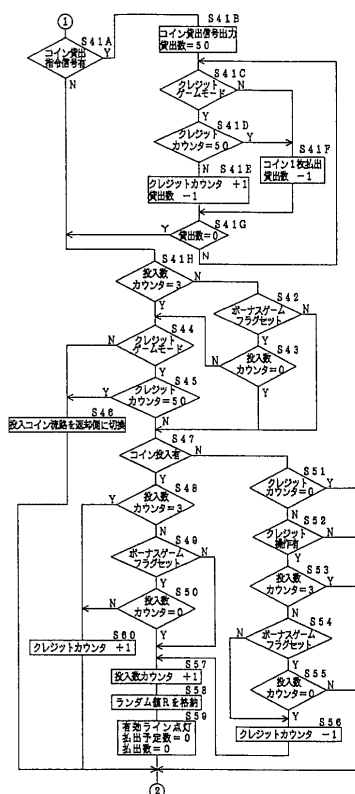 ①
S41A
コイン貸出
指令信号有
Y
N
S41B
コイン貸出信号出力
貸出数=50
S41C
クレジット
ゲームモード
N
Y
S41D
クレジット
カウンタ=50
Y
N
S41E
クレジットカウンタ +1
貸出数 -1
S41F
コイン1枚払出
貸出数 -1
S41G
貸出数=0
Y
N
S41H
投入数
カウンタ=3
N
Y
S42
ボーナスゲーム
フラグセット
N
Y
S43
投入数
カウンタ=0
N
Y
S44
クレジット
ゲームモード
N
Y
S45
クレジット
カウンタ=50
Y
N
S46
投入コイン流路を返却側に切換
S47
コイン投入有
N
Y
S48
投入数
カウンタ=3
Y
N
S49
ボーナスゲーム
フラグセット
N
Y
S50
投入数
カウンタ=0
N
Y
S60
クレジットカウンタ +1
S51
クレジット
カウンタ=0
Y
N
S52
クレジット
操作有
N
Y
S53
投入数
カウンタ=3
Y
N
S54
ボーナスゲーム
フラグセット
N
Y
S55
投入数
カウンタ=0
N
Y
S56
クレジットカウンタ -1
S57
投入数カウンタ +1
S58
ランダム値Rを格納
S59
有効ライン点灯
払出予定数=0
払出数=0
②